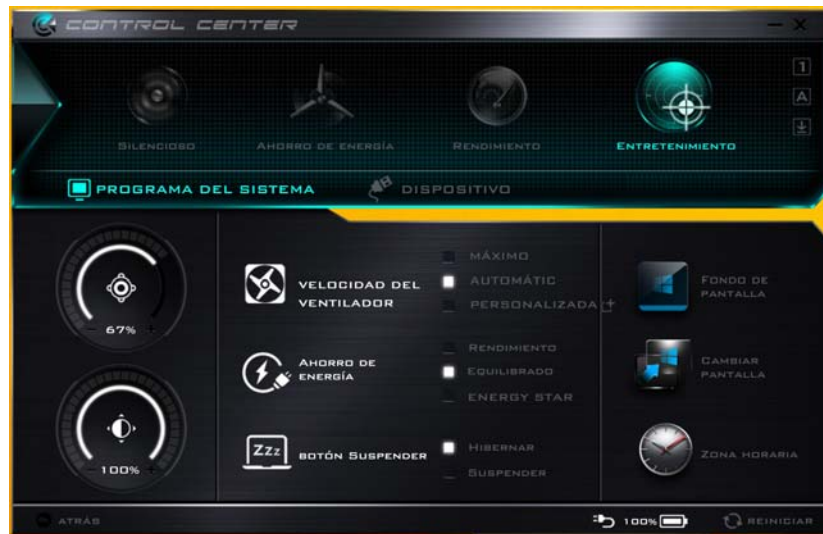 CONTROL CENTER
1
A
SILENCIOSO
AHORRO DE ENERGÍA
RENDIMIENTO
ENTRETENIMIENTO
PROGRAMA DEL SISTEMA
DISPOSITIVO
67%
100%
VELOCIDAD DEL
VENTILADOR
MÁXIMO
AUTOMÁTIC
PERSONALIZADA
AHORRO DE
ENERGÍA
RENDIMIENTO
EQUILIBRADO
ENERGY STAR
ZZZ
BOTÓN SUSPENDER
HIBERNAR
SUSPENDER
FONDO DE
PANTALLA
CAMBIAR
PANTALLA
ZONA HORARIA
ATRÁS
100%
REINICIAR